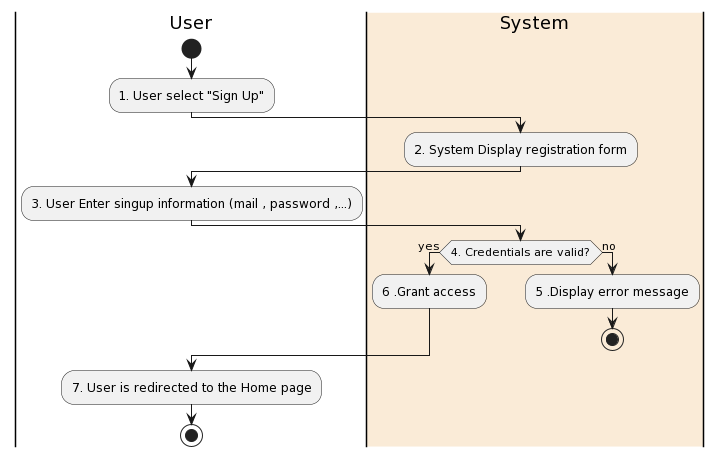 User
System
1. User select "Sign Up"
2. System Display registration form
3. User Enter singup information (mail , password ,...)
yes
4. Credentials are valid?
no
6 .Grant access
5 .Display error message
7. User is redirected to the Home page